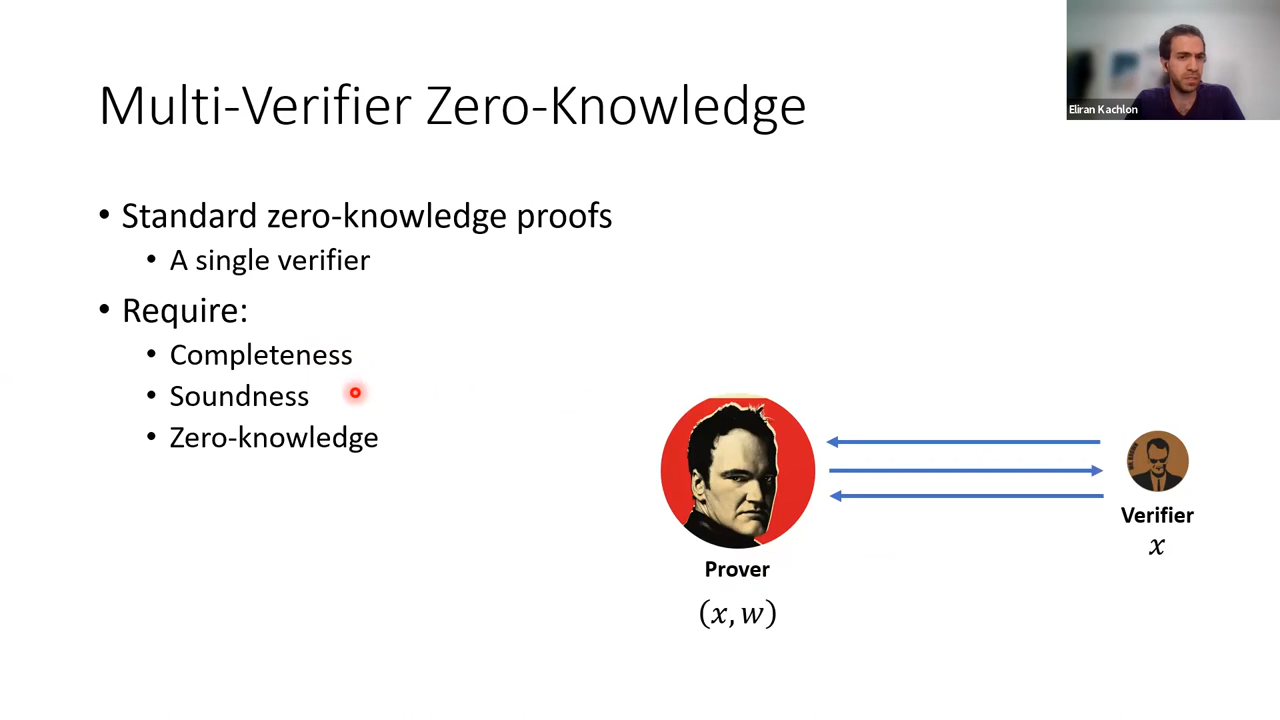 Multi-Verifier Zero-Knowledge
Eliran Kachlon
• Standard zero-knowledge proofs
• A single verifier
• Require:
• Completeness
• Soundness
• Zero-knowledge
Prover
(x, w)
Verifier
x